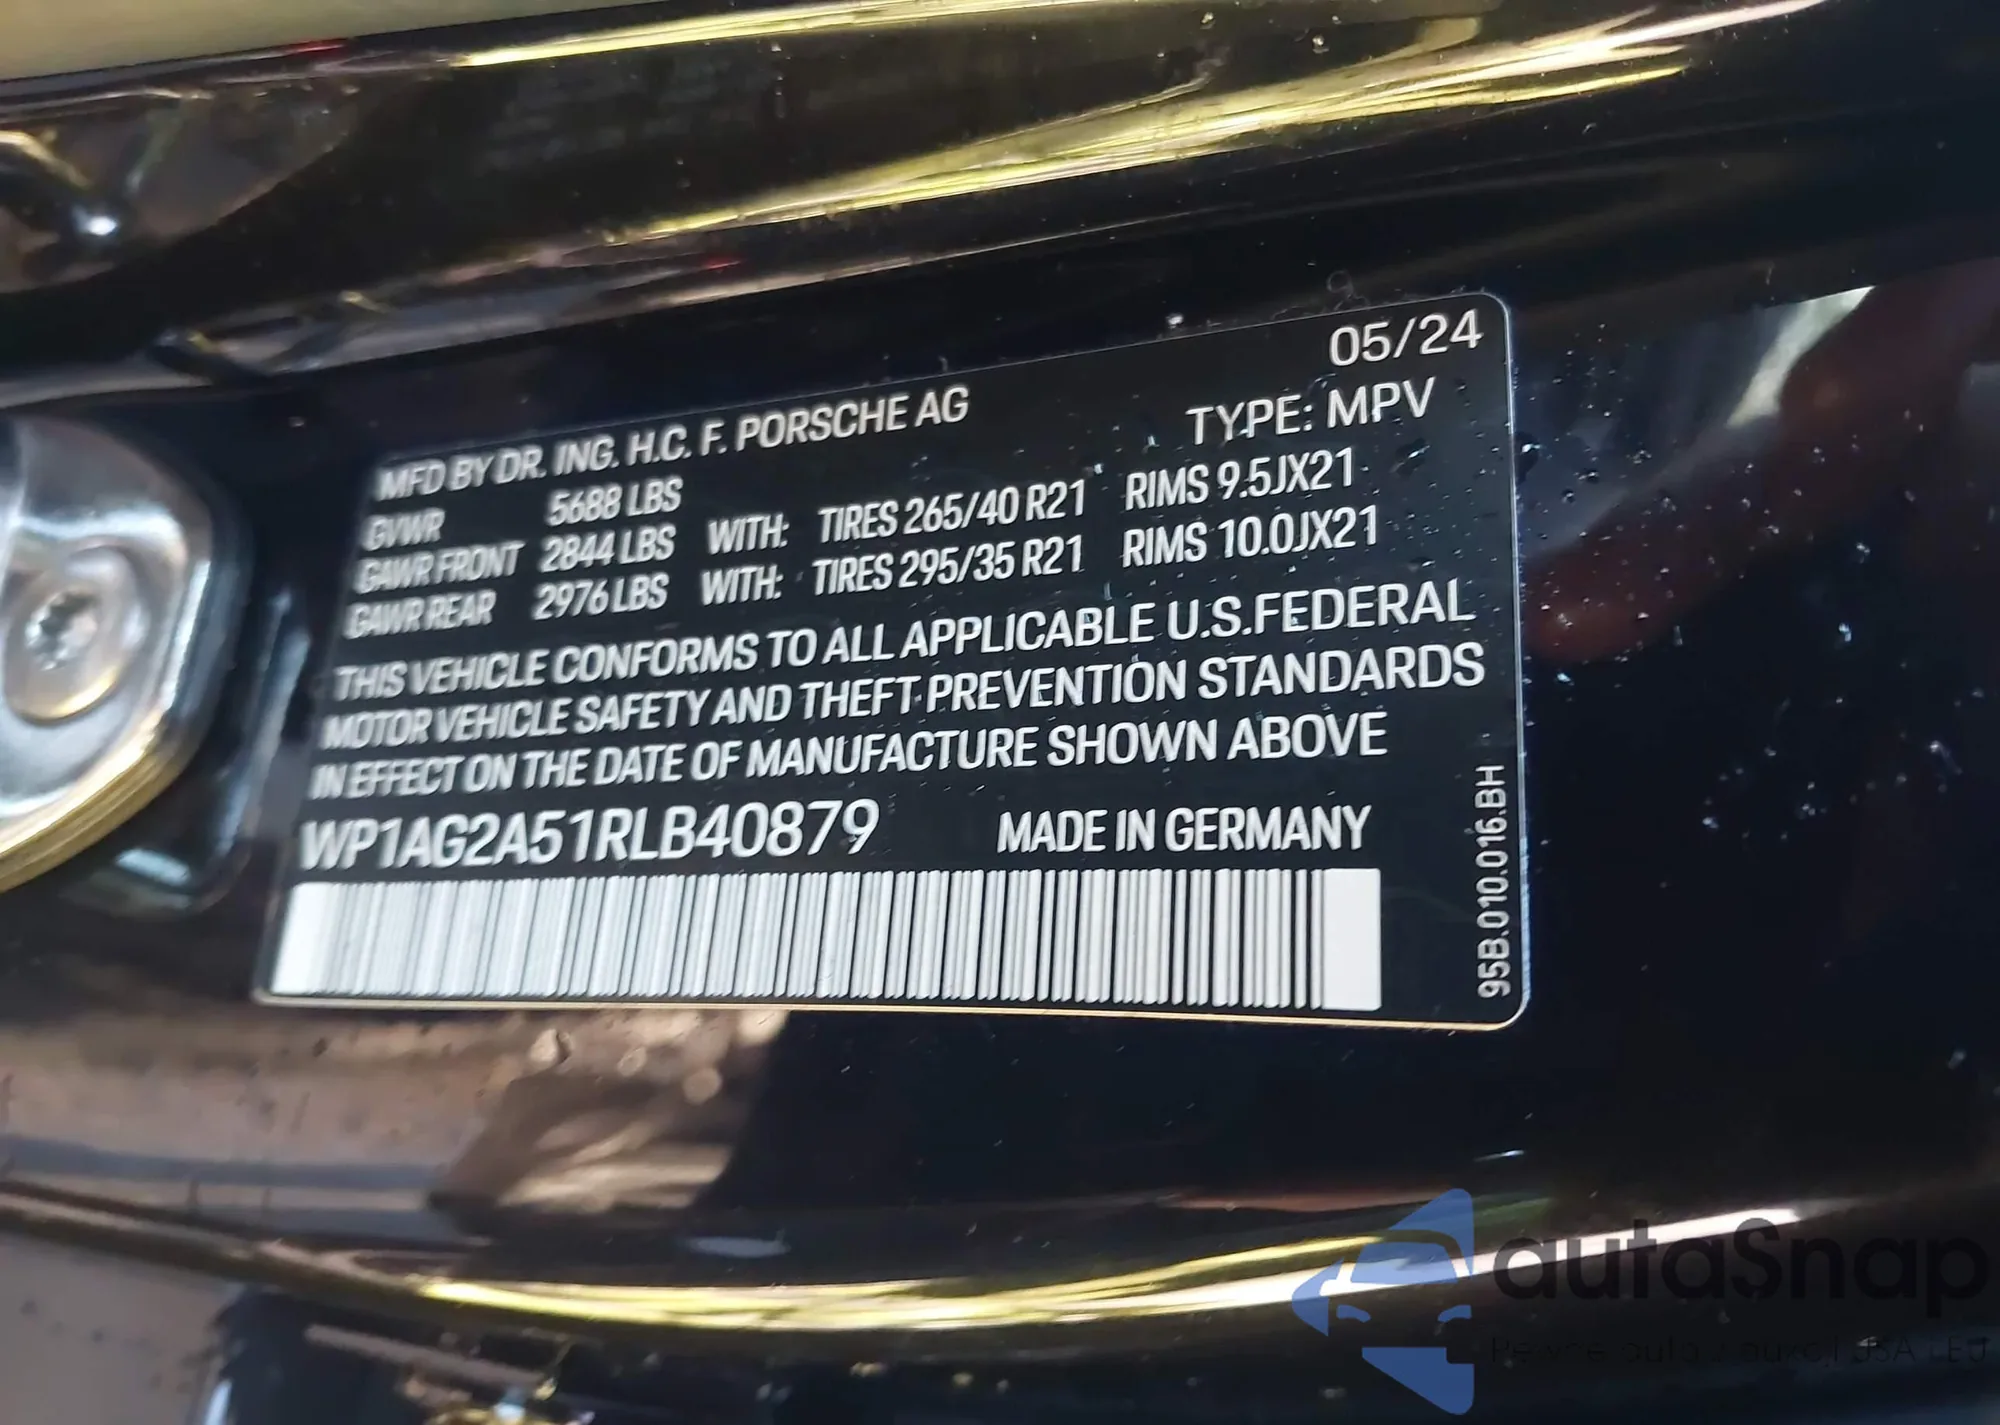 05/24
MFD BY DR. ING. H.C. F. PORSCHE AG TYPE: MPV
GVWR 5688 LBS
GAWR FRONT 2844 LBS WITH: TIRES 265/40 R21 RIMS 9.5JX21
GAWR REAR 2976 LBS WITH: TIRES 295/35 R21 RIMS 10.0JX21
THIS VEHICLE CONFORMS TO ALL APPLICABLE U.S.FEDERAL
MOTOR VEHICLE SAFETY AND THEFT PREVENTION STANDARDS
IN EFFECT ON THE DATE OF MANUFACTURE SHOWN ABOVE
WP1AG2A51RLB40879 MADE IN GERMANY
95B.010.016.BH
autaSnap